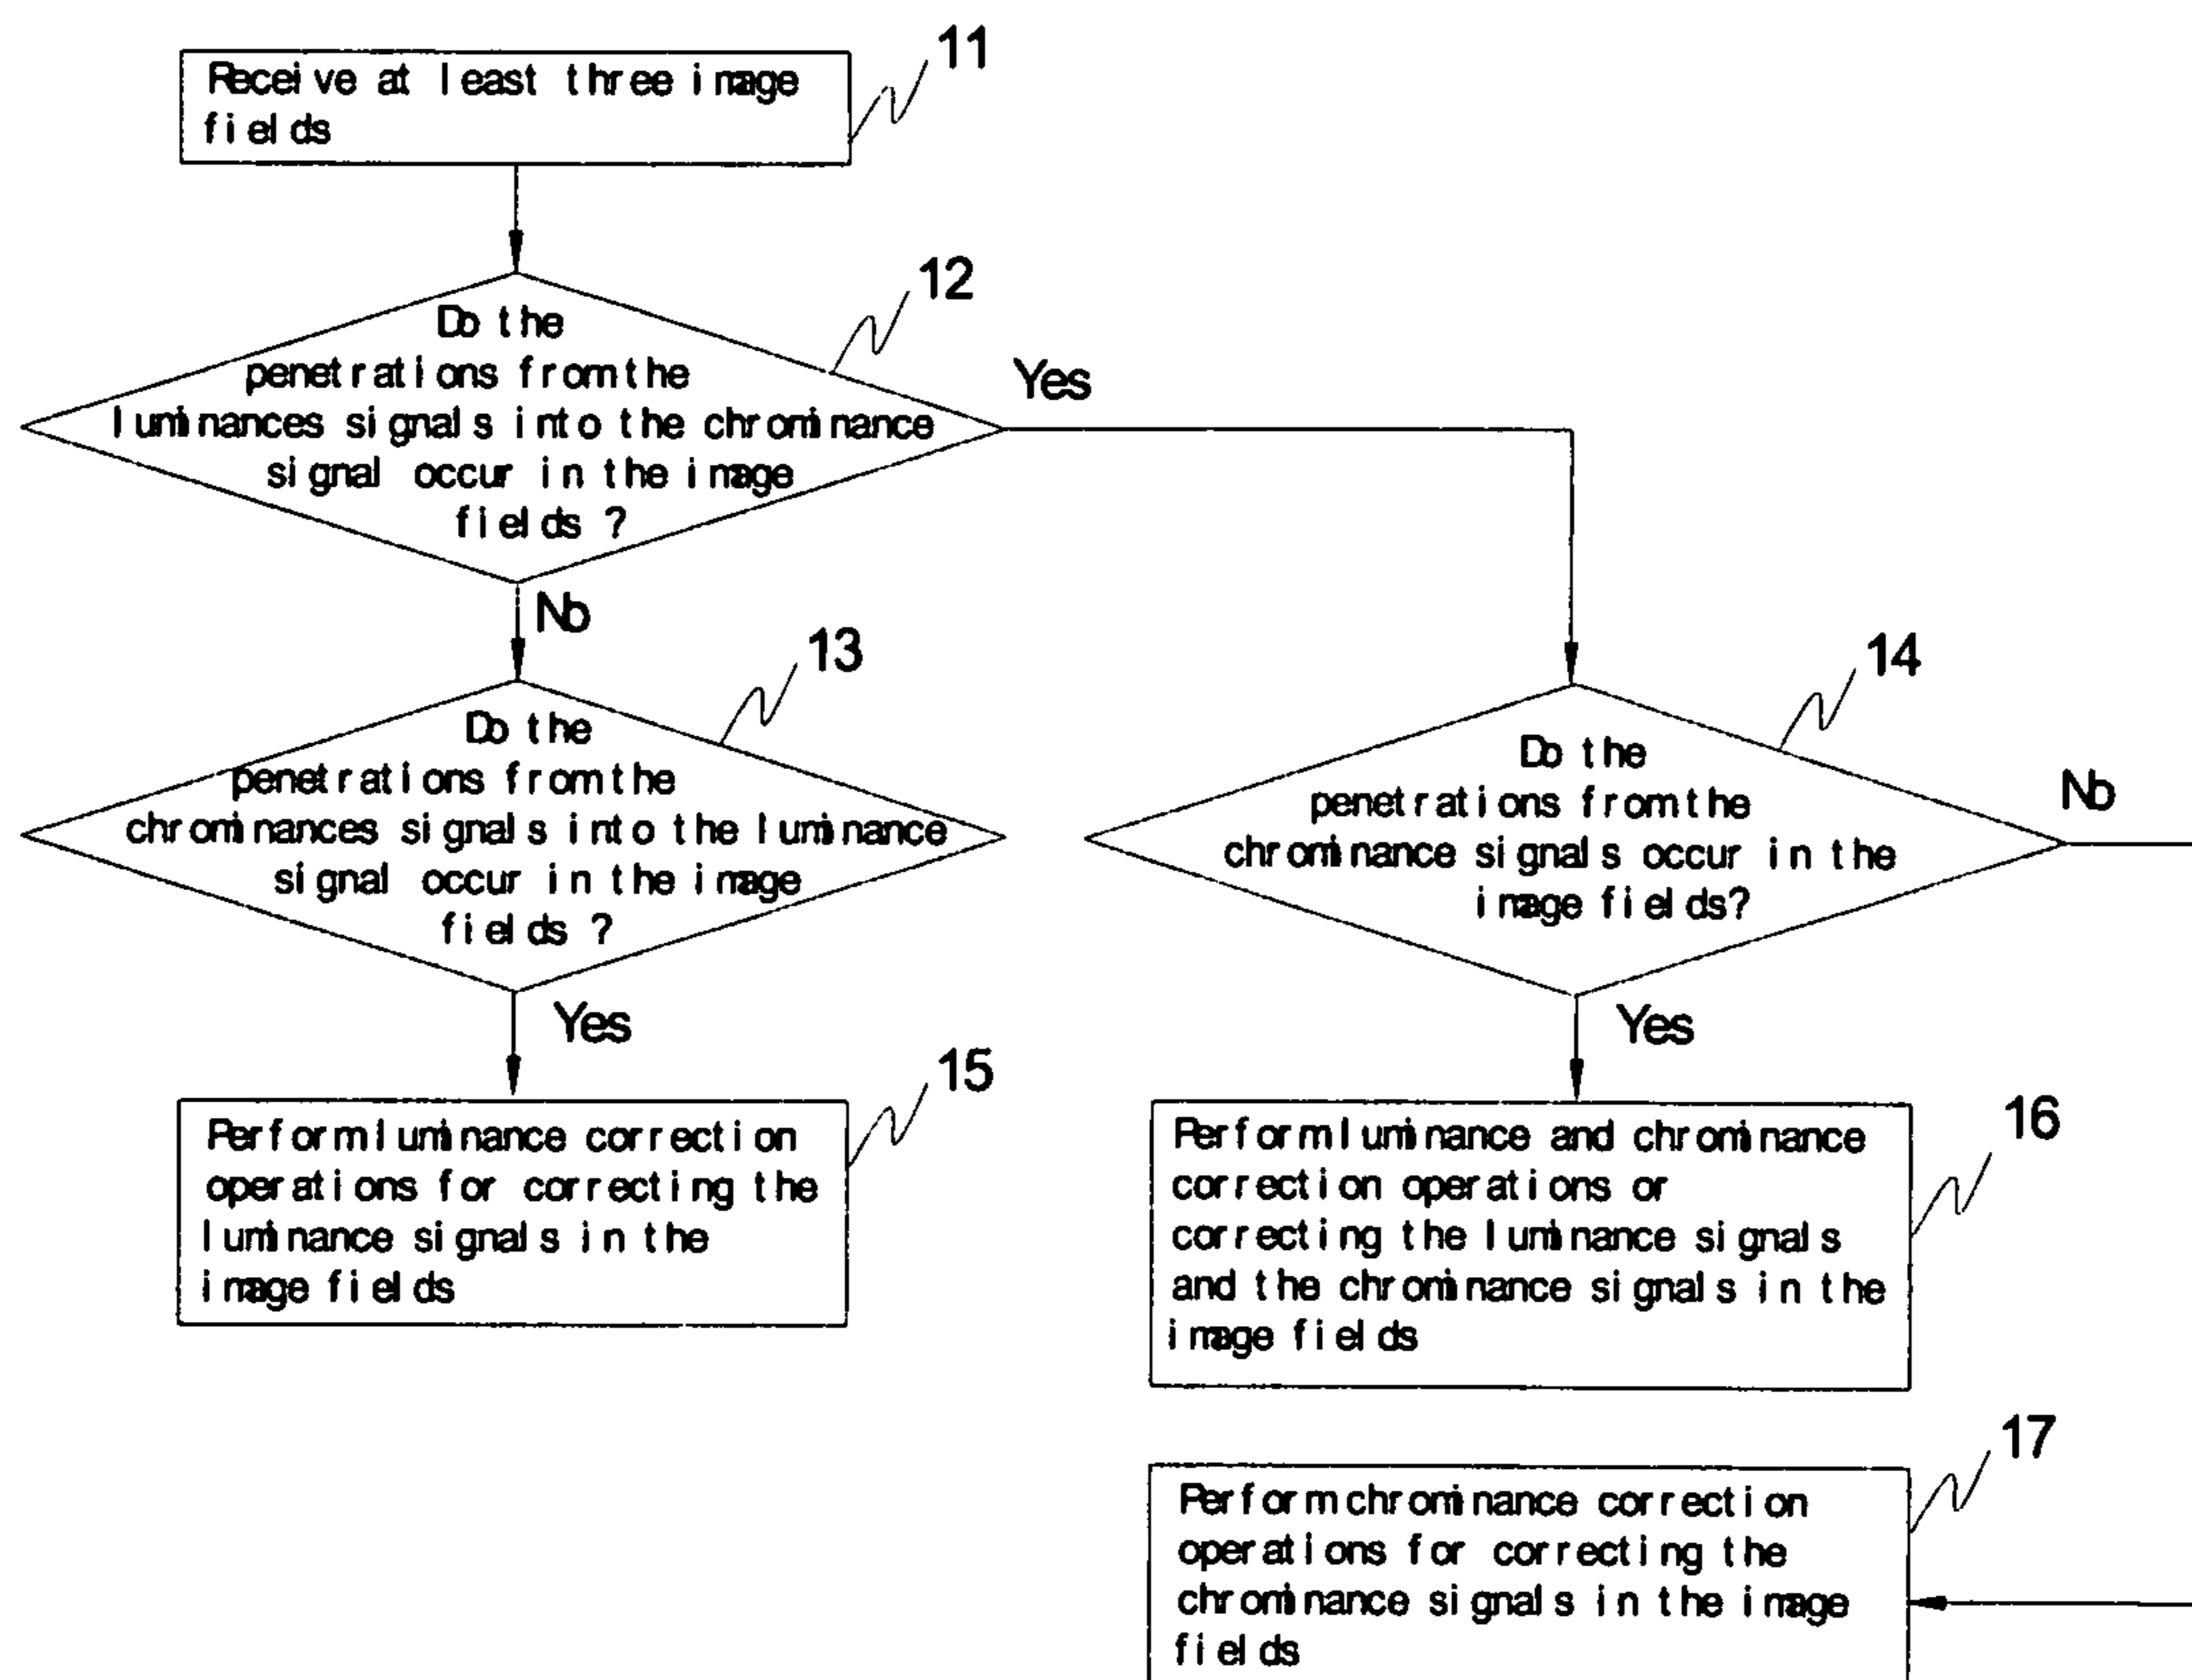 11
Receive at least three image
fields
12
Do the
penetrations from the
luminances signals into the chrominance
signal occur in the image
fields ?
Yes
No
13
Do the
penetrations from the
chrominances signals into the luminance
signal occur in the image
fields ?
14
Do the
penetrations from the
chrominance signals occur in the
image fields?
No
Yes
Yes
15
Perform luminance correction
operations for correcting the
luminance signals in the
image fields
16
Perform luminance and chrominance
correction operations or
correcting the luminance signals
and the chrominance signals in the
image fields
17
Perform chrominance correction
operations for correcting the
chrominance signals in the image
fields